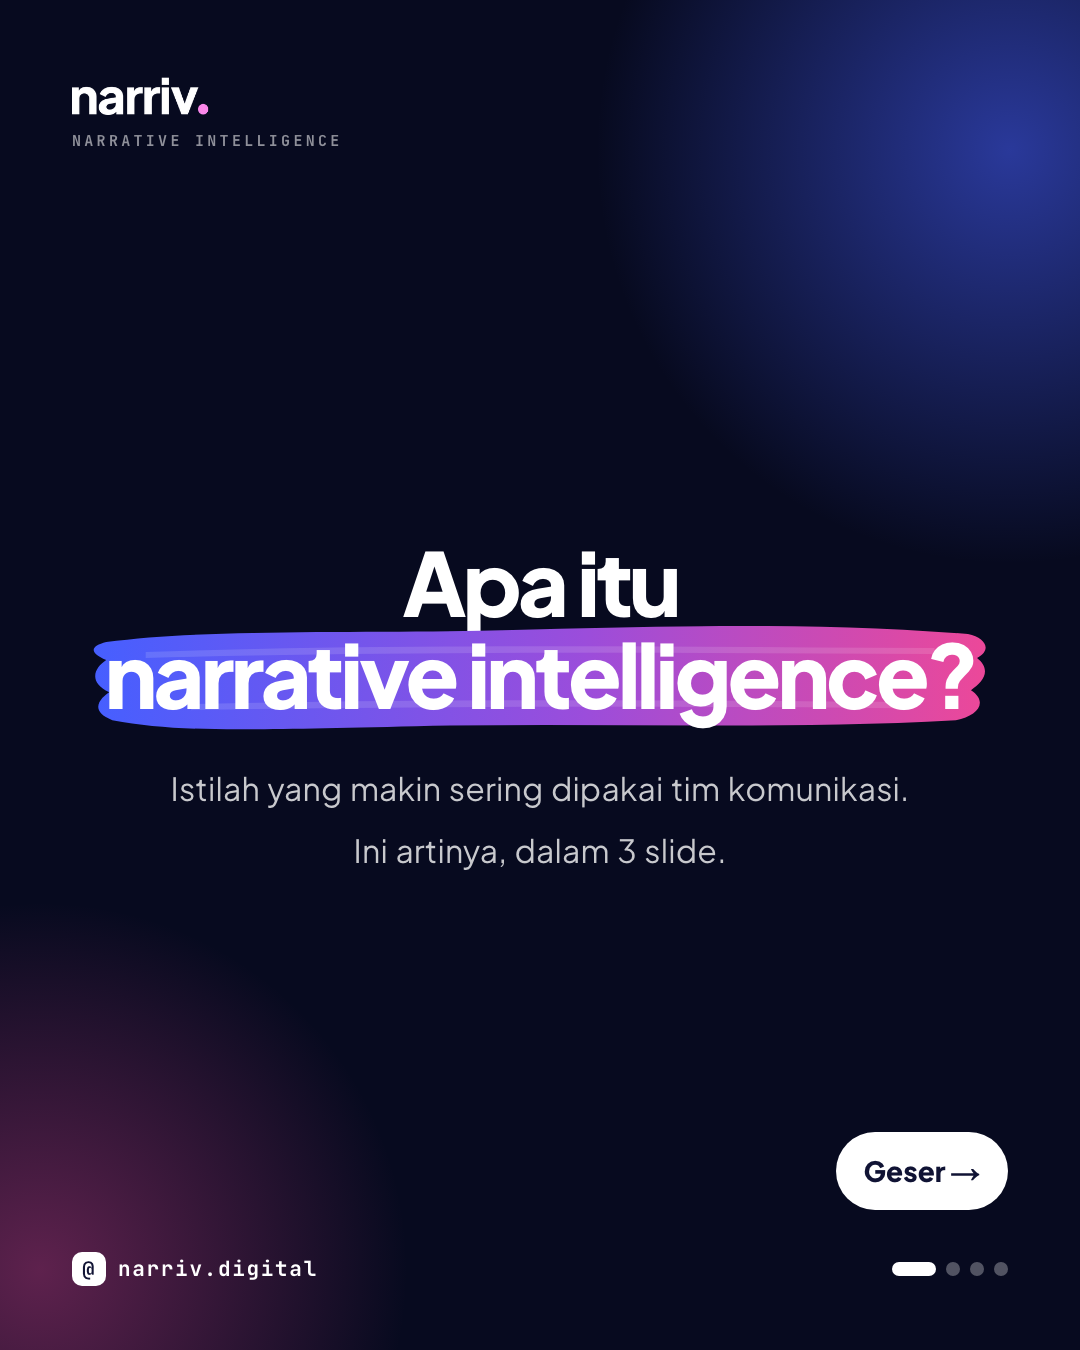 narriv.
NARRATIVE INTELLIGENCE
Apa itu
narrative intelligence?
Istilah yang makin sering dipakai tim komunikasi.
Ini artinya, dalam 3 slide.
Geser →
@ narriv.digital